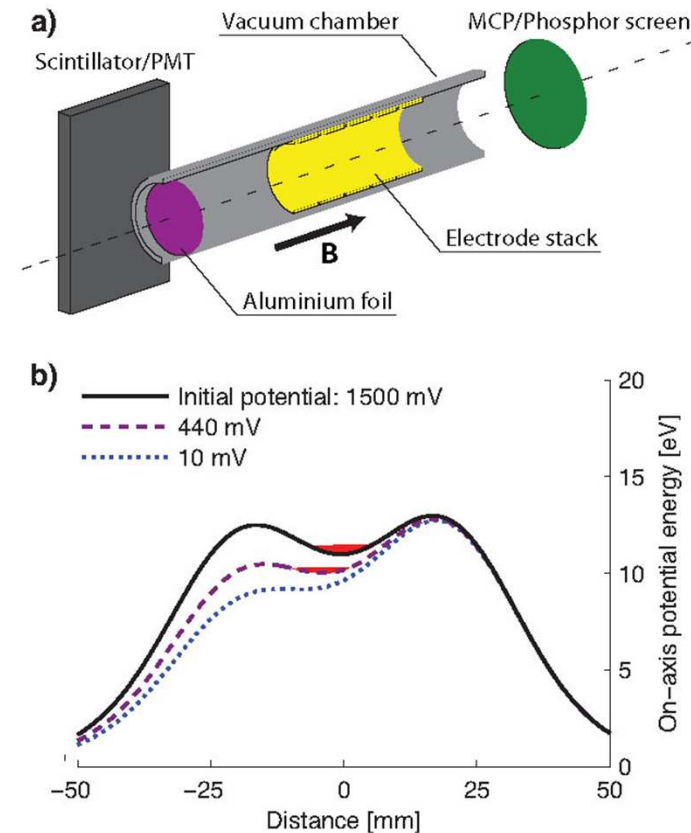 a)
Vacuum chamber
MCP/Phosphor screen
Scintillator/PMT
B
Electrode stack
Aluminium foil
b)
Initial potential: 1500 mV
440 mV
10 mV
20
15
10
5
0
On-axis potential energy [eV]
−50
−25
0
25
50
Distance [mm]